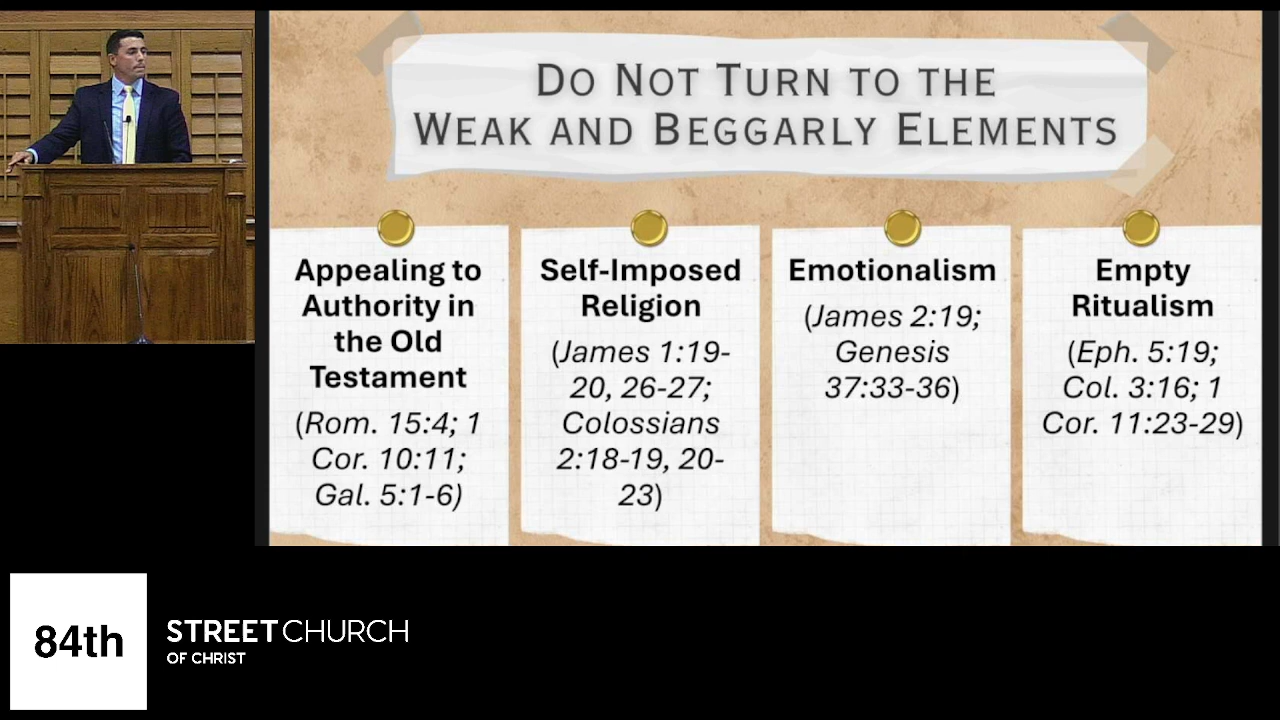 DO NOT TURN TO THE
WEAK AND BEGGARLY ELEMENTS
Appealing to
Authority in
the Old
Testament
(Rom. 15:4; 1
Cor. 10:11;
Gal. 5:1-6)
Self-Imposed
Religion
(James 1:19-
20, 26-27;
Colossians
2:18-19, 20-
23)
Emotionalism
(James 2:19;
Genesis
37:33-36)
Empty
Ritualism
(Eph. 5:19;
Col. 3:16; 1
Cor. 11:23-29)
84th
STREET CHURCH
OF CHRIST